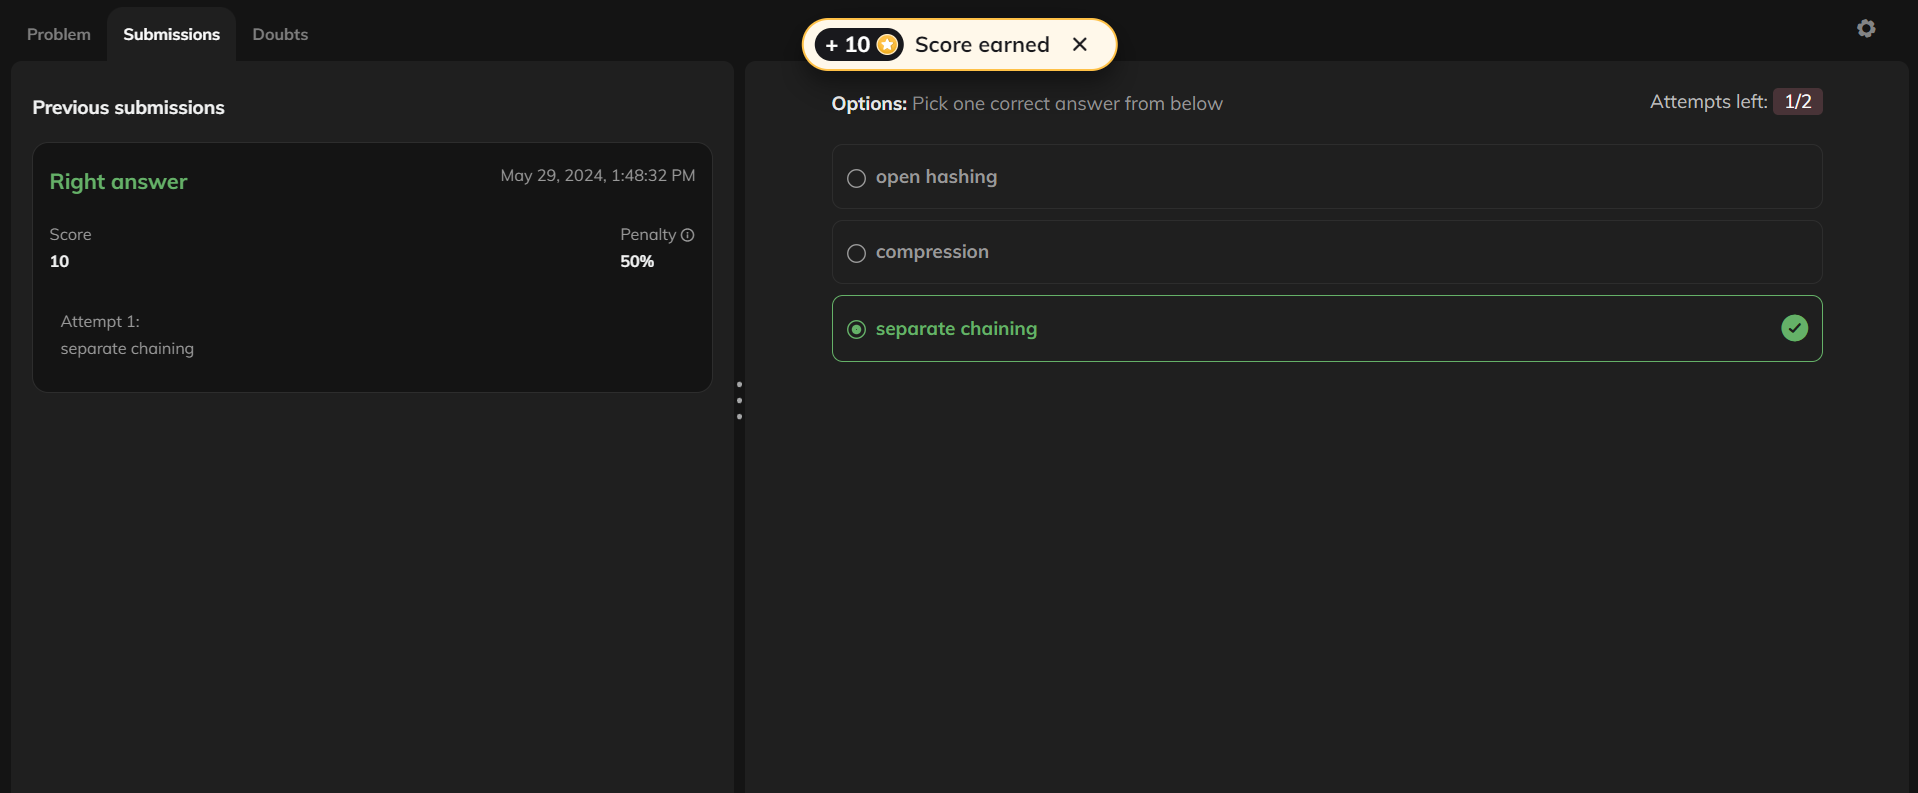 Problem
Submissions
Doubts
+ 10 Score earned
Previous submissions
Right answer
May 29, 2024, 1:48:32 PM
Score
Penalty
10
50%
Attempt 1:
separate chaining
Options: Pick one correct answer from below
Attempts left: 1/2
open hashing
compression
separate chaining